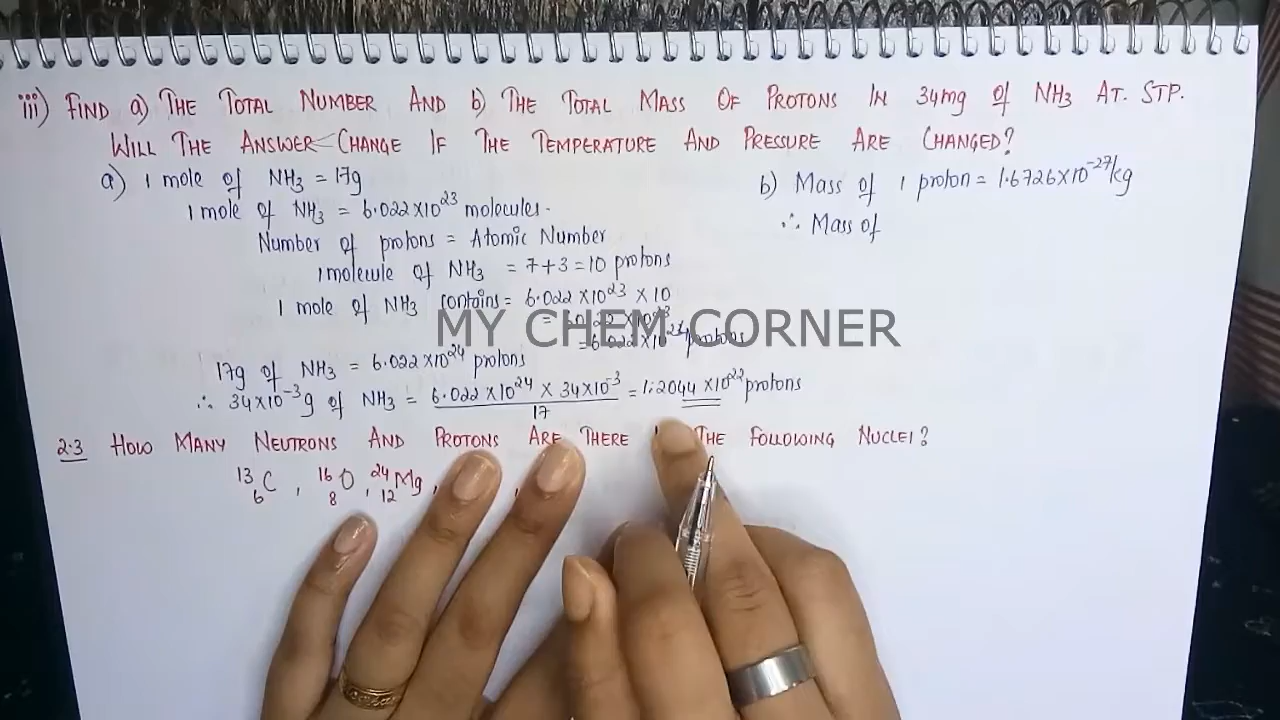 iii) FIND a) THE TOTAL NUMBER AND b) THE TOTAL MASS OF PROTONS IN 34mg of NH₃ AT. STP.
WILL THE ANSWER CHANGE IF THE TEMPERATURE AND PRESSURE ARE CHANGED?
a) 1 mole of NH₃ = 17g
1 mole of NH₃ = 6.022×10²³ molecules.
Number of protons = Atomic Number
1 molecule of NH₃ = 7+3 = 10 protons
1 mole of NH₃ contains = 6.022 ×10²³ × 10
protons
17g of NH₃ = 6.022×10²⁴ protons
∴ 34×10⁻³g of NH₃ = 6.022×10²⁴ × 34×10⁻³ / 17 = 1.2044 ×10²² protons
b) Mass of 1 proton = 1.6726×10⁻²⁷kg
∴ Mass of
MY CHEM CORNER
2.3 HOW MANY NEUTRONS AND PROTONS ARE THERE THE FOLLOWING NUCLEI?
¹³₆C , ¹⁶₈O , ²⁴₁₂Mg ,